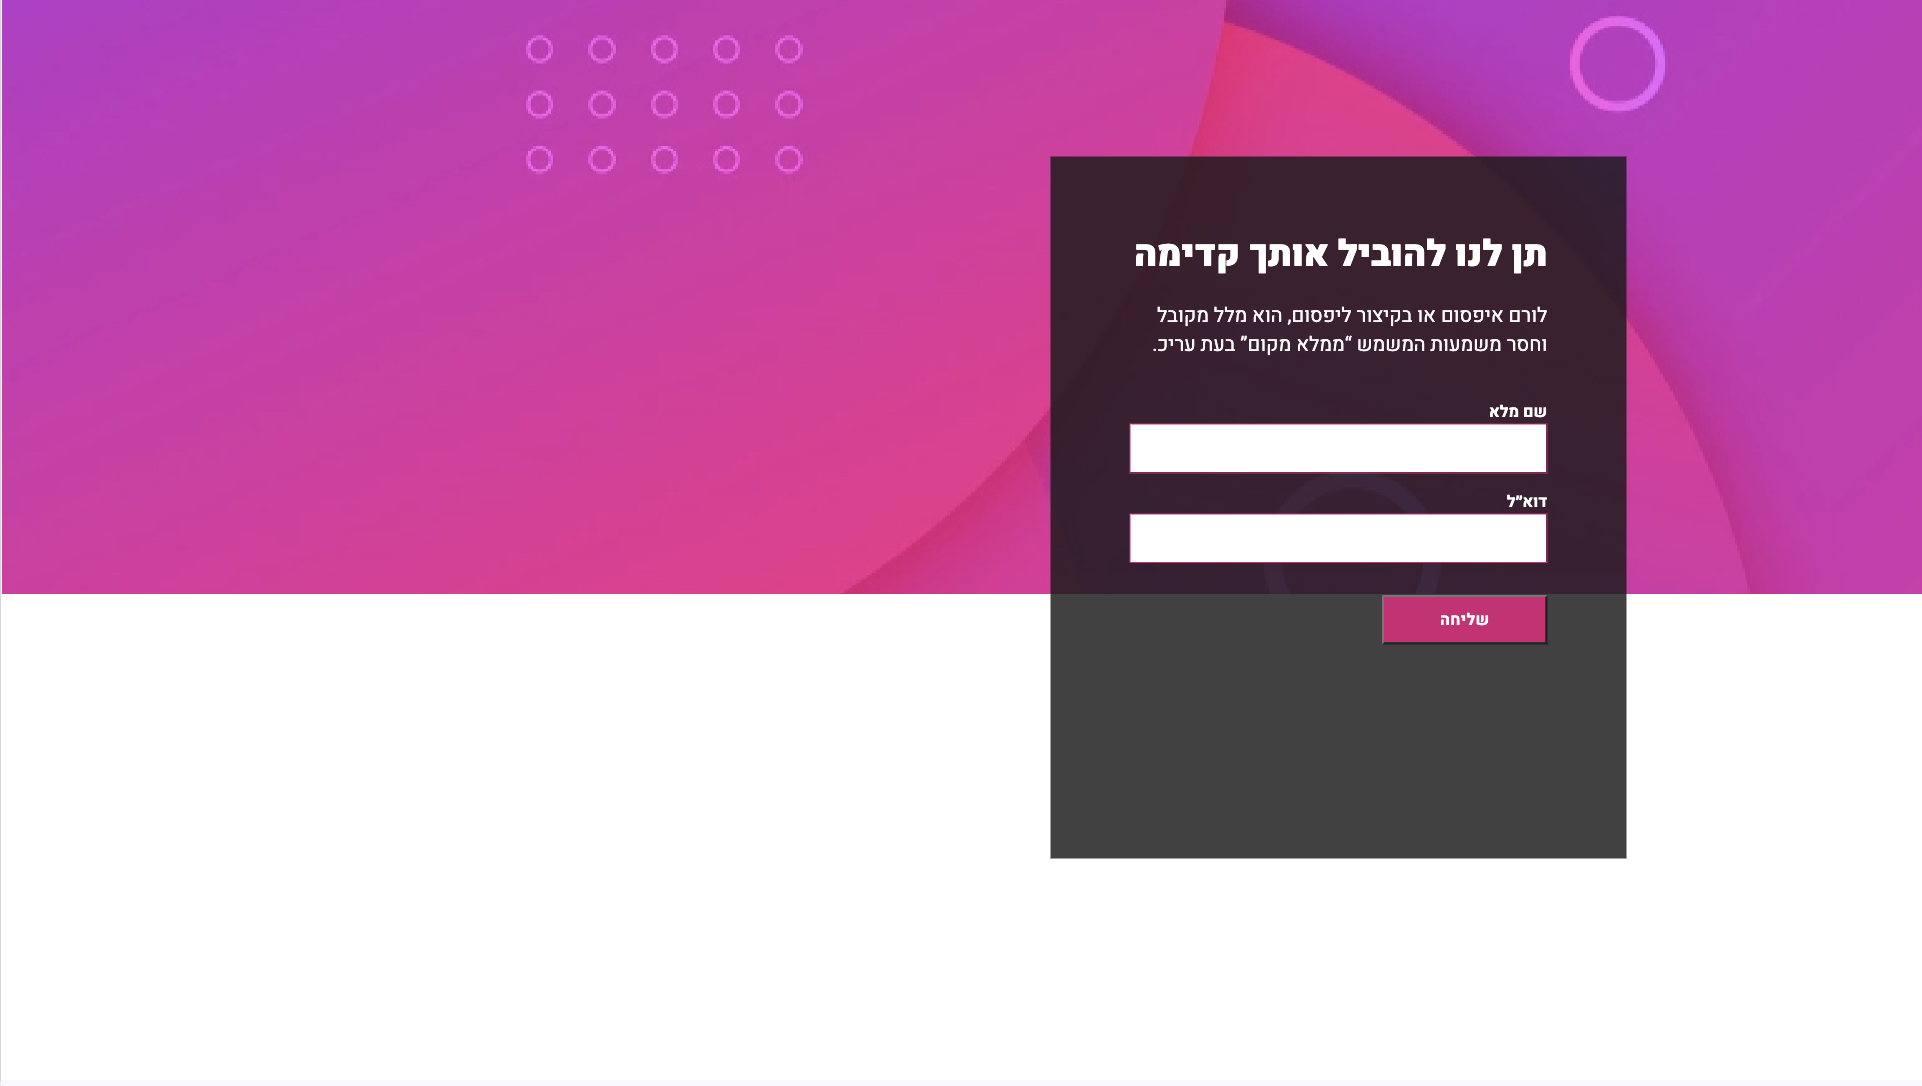 תן לנו להוביל אותך קדימה
לורם איפסום או בקיצור ליפסום, הוא מלל מקובל
וחסר משמעות המשמש “ממלא מקום” בעת עריכ.
שם מלא
דוא”ל
שליחה